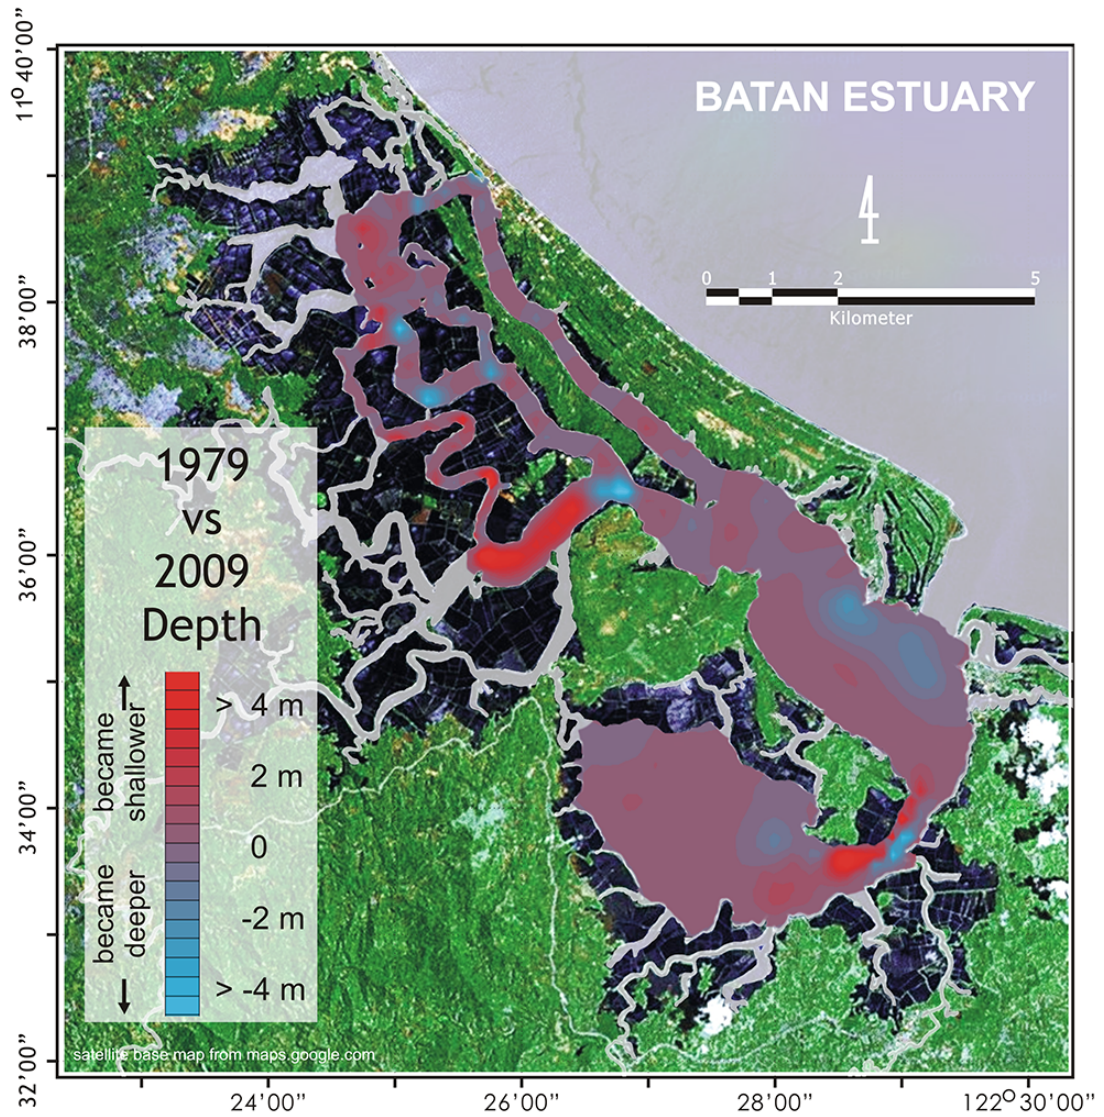 11° 40'00"
BATAN ESTUARY
0 1 2 5
Kilometer
38'00"
1979
vs
2009
Depth
36'00"
became
shallower
> 4 m
2 m
0
became
deeper
-2 m
> -4 m
34'00"
32'00"
satellite base map from maps.google.com
24'00" 26'00" 28'00" 122° 30'00"